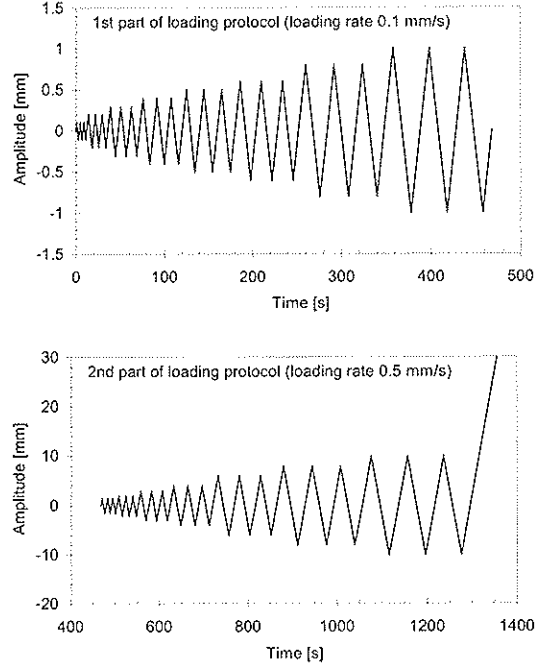 1st part of loading protocol (loading rate 0.1 mm/s)
1.5
1
0.5
0
-0.5
-1
-1.5
Amplitude [mm]
0 100 200 300 400 500
Time [s]
2nd part of loading protocol (loading rate 0.5 mm/s)
30
20
10
0
-10
-20
Amplitude [mm]
400 600 800 1000 1200 1400
Time [s]